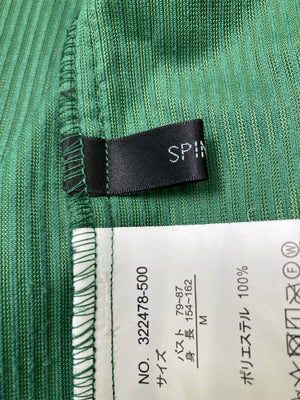 SPIN
NO. 322478-500
サイズ
バスト 79~87
身 長 154~162
M
ポリエステル 100%